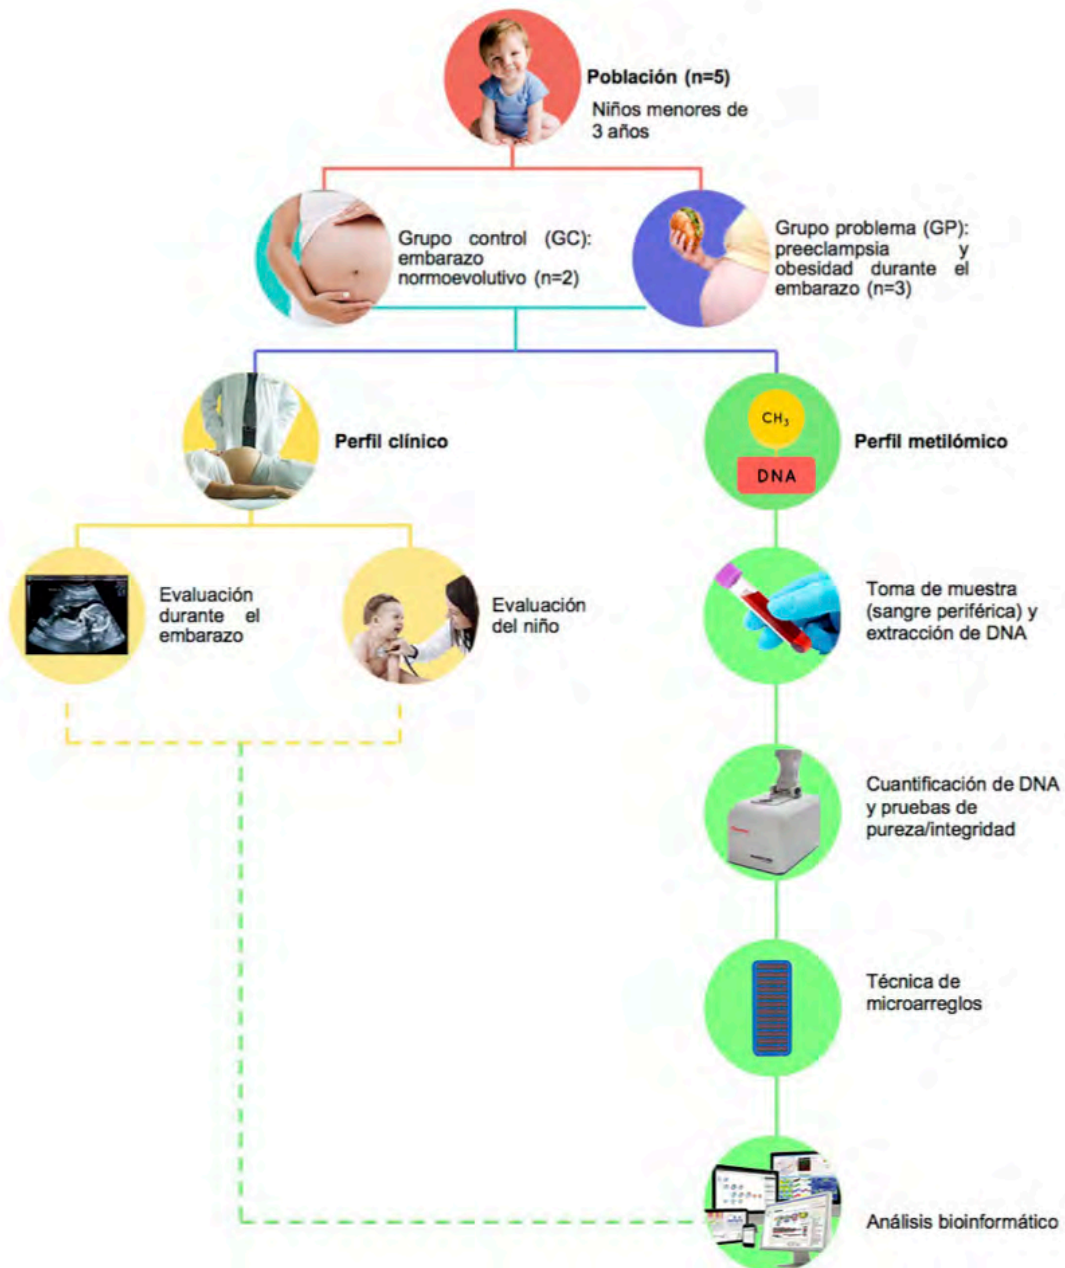 Población (n=5)
Niños menores de
3 años
Grupo control (GC):
embarazo
normoevolutivo (n=2)
Grupo problema (GP):
preeclampsia y
obesidad durante el
embarazo (n=3)
Perfil clínico
CH3
DNA
Perfil metilómico
Evaluación
durante el
embarazo
Evaluación
del niño
Toma de muestra
(sangre periférica) y
extracción de DNA
Cuantificación de DNA
y pruebas de
pureza/integridad
Técnica de
microarreglos
Análisis bioinformático